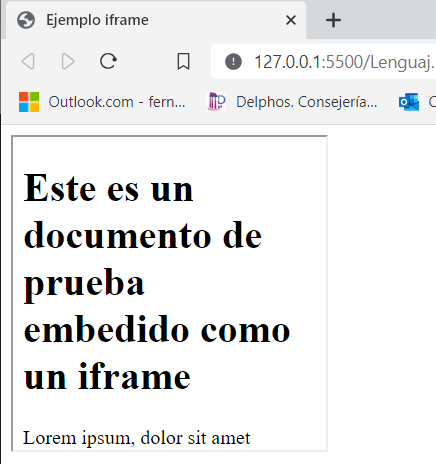 Ejemplo iframe
127.0.0.1:5500/Lenguaj.
Outlook.com - fern... Delphos. Consejería...
Este es un
documento de
prueba
embedido como
un iframe
Lorem ipsum, dolor sit amet